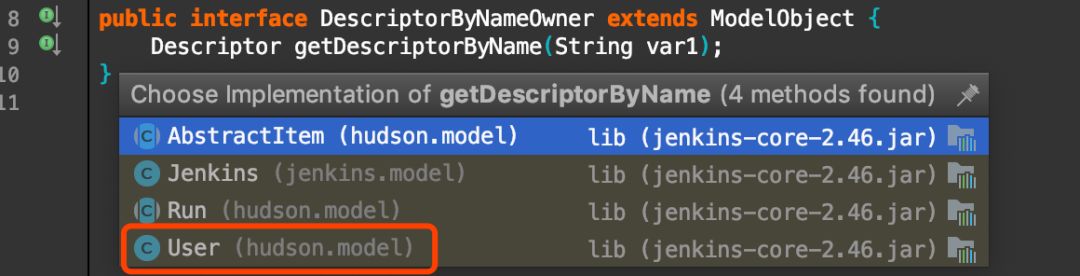 8 public interface DescriptorByNameOwner extends ModelObject {
9 Descriptor getDescriptorByName(String var1);
10 }
11
Choose Implementation of getDescriptorByName (4 methods found)
C AbstractItem (hudson.model) lib (jenkins-core-2.46.jar)
C Jenkins (jenkins.model) lib (jenkins-core-2.46.jar)
C Run (hudson.model) lib (jenkins-core-2.46.jar)
C User (hudson.model) lib (jenkins-core-2.46.jar)